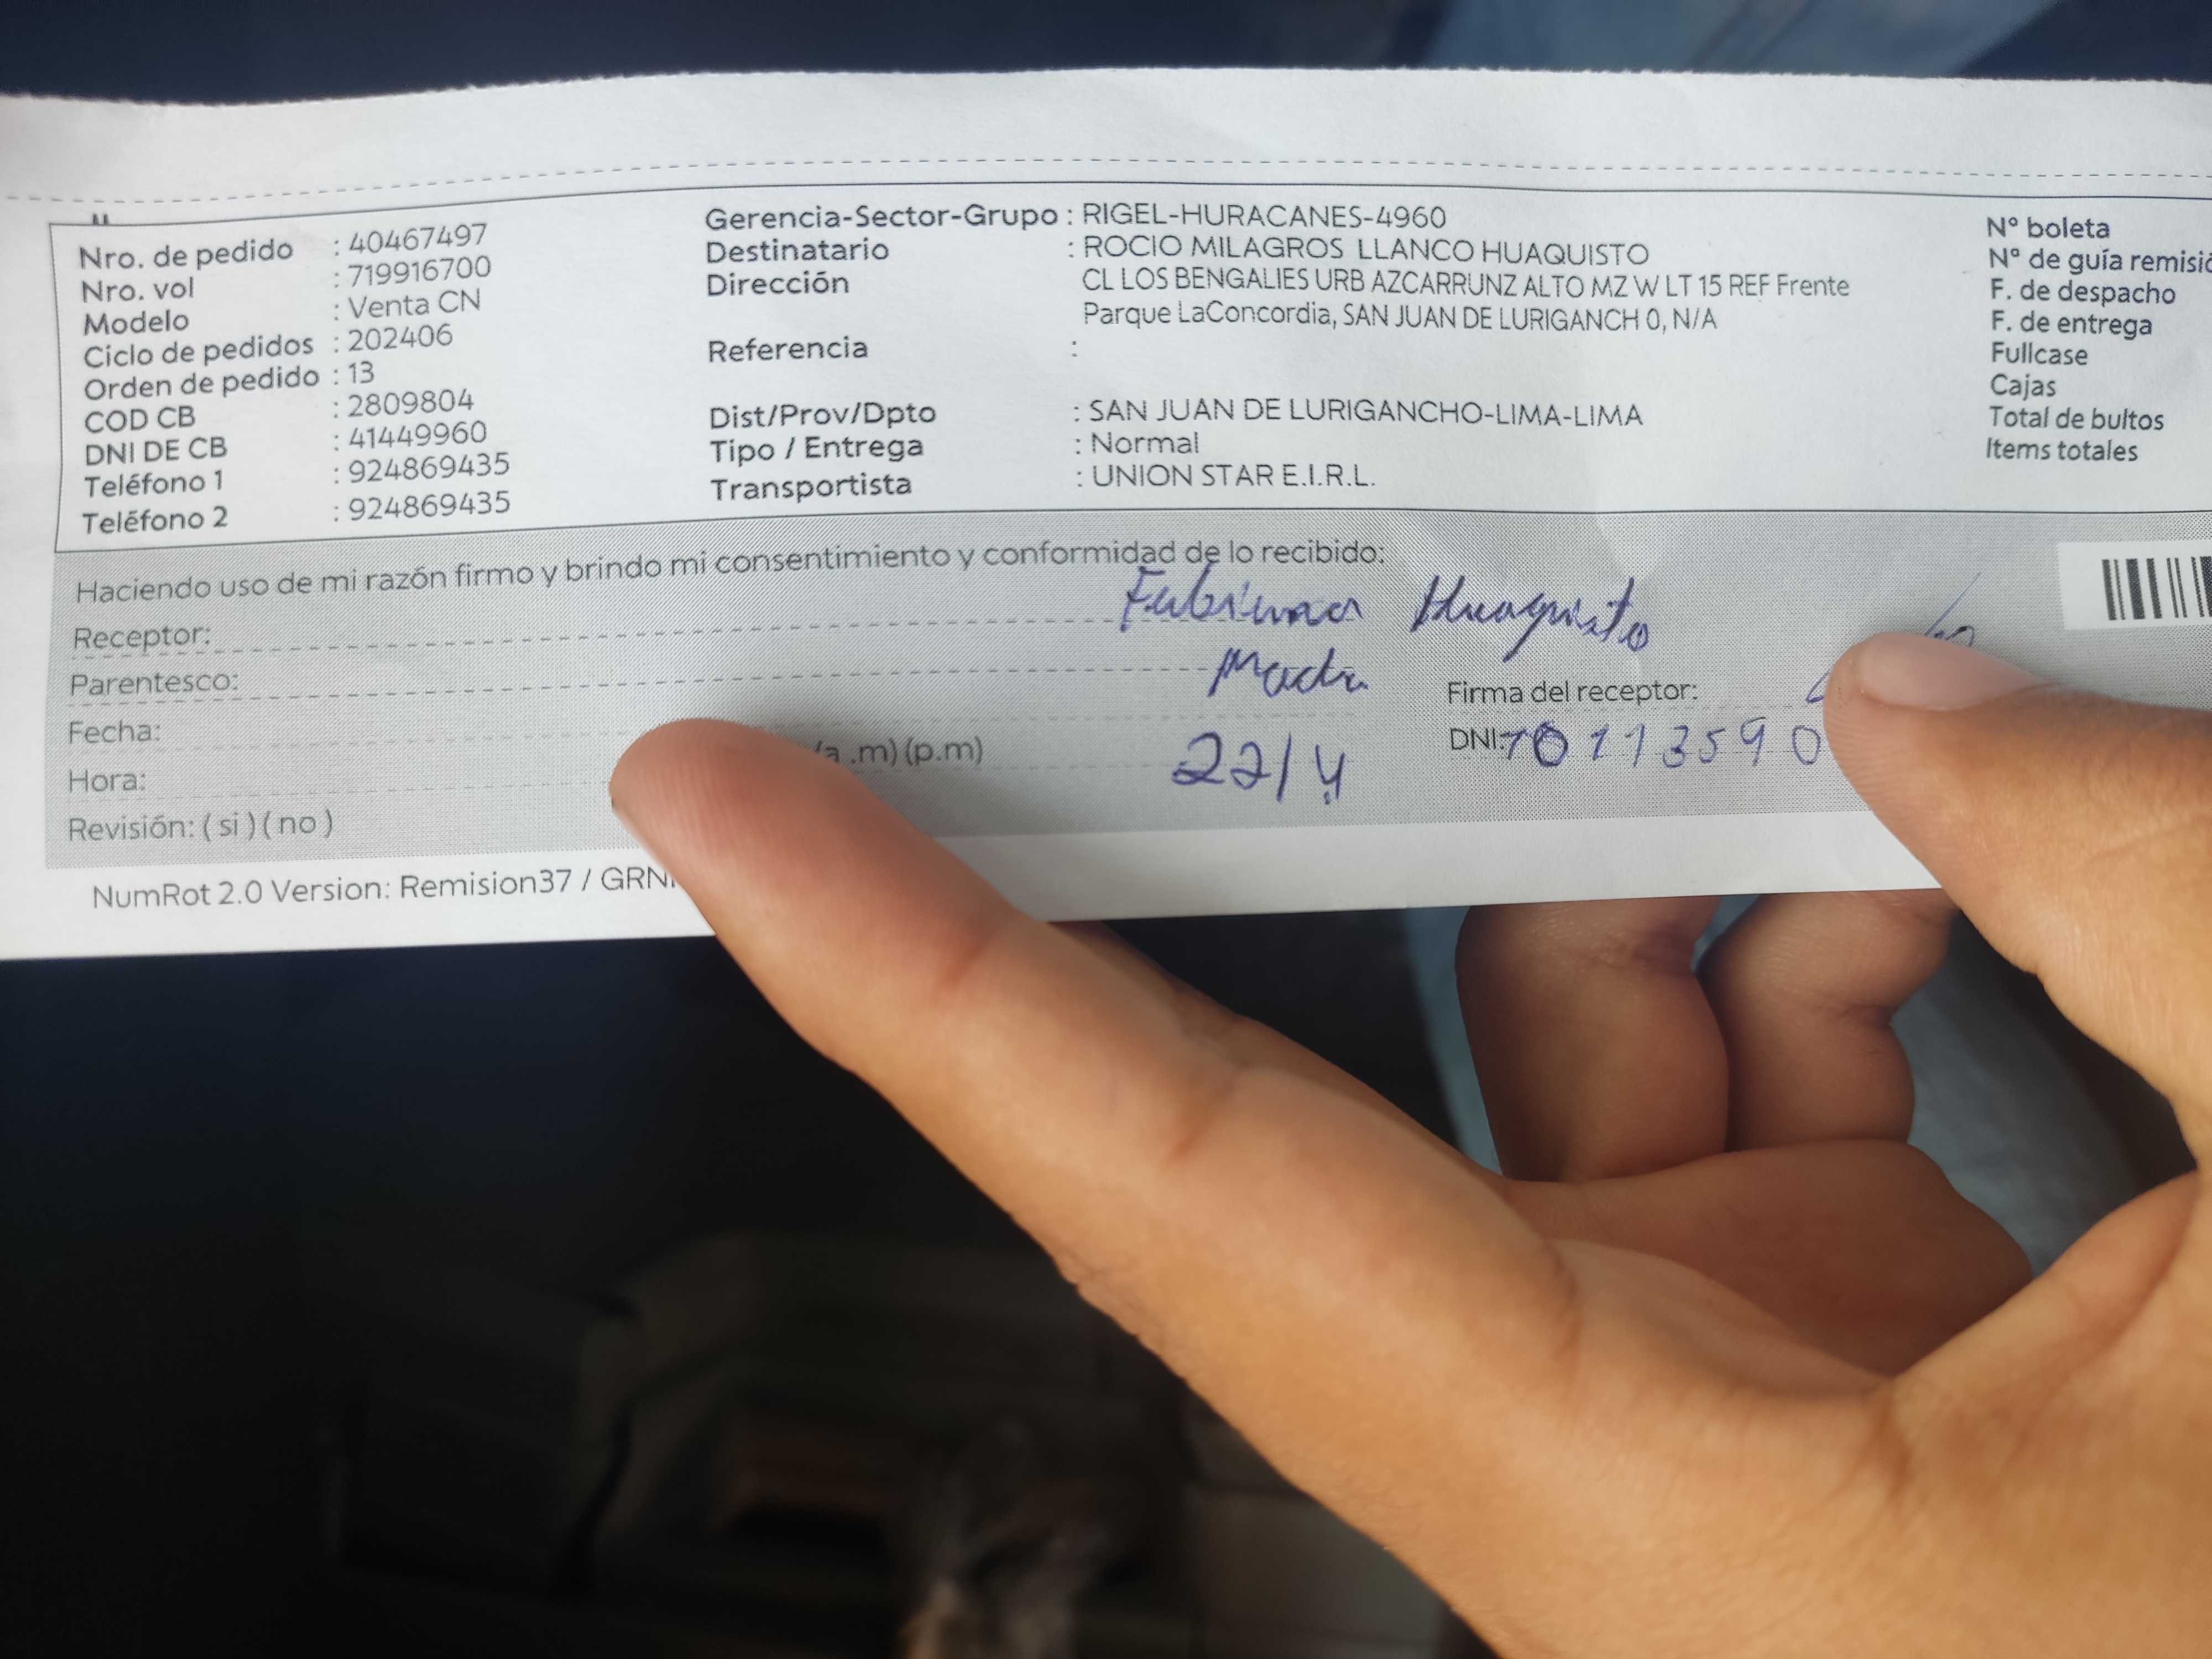 Nro. de pedido : 40467497
Nro. vol : 719916700
Modelo : Venta CN
Ciclo de pedidos : 202406
Orden de pedido : 13
COD CB : 2809804
DNI DE CB : 41449960
Teléfono 1 : 924869435
Teléfono 2 : 924869435
Gerencia-Sector-Grupo : RIGEL-HURACANES-4960
Destinatario : ROCIO MILAGROS LLANCO HUAQUISTO
Dirección CL LOS BENGALIES URB AZCARRUNZ ALTO MZ W LT 15 REF Frente
Parque LaConcordia, SAN JUAN DE LURIGANCH 0, N/A
Referencia :
Dist/Prov/Dpto : SAN JUAN DE LURIGANCHO-LIMA-LIMA
Tipo / Entrega : Normal
Transportista : UNION STAR E.I.R.L.
Nº boleta
Nº de guía
F. de despacho
F. de entrega
Fullcase
Cajas
Total de bultos
Items totales
Haciendo uso de mi razón firmo y brindo mi consentimiento y conformidad de lo recibido:
Receptor: Huaquisto
Parentesco:
Firma del receptor:
Fecha: 22/4
DNI: 70113590
Hora: (a .m) (p.m)
Revisión: ( si ) ( no )
NumRot 2.0 Version: Remision37 /